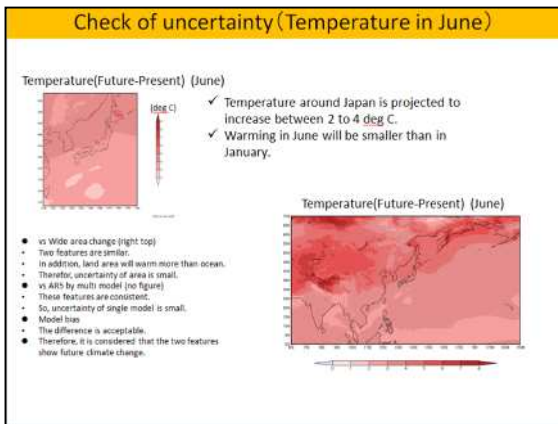 Check of uncertainty(Temperature in June)
Temperature(Future-Present) (June)
(deg C)
✓ Temperature around Japan is projected to
increase between 2 to 4 deg C.
✓ Warming in June will be smaller than in
January.
Temperature(Future-Present) (June)
● vs Wide area change (right top)
• Two features are similar.
• In addition, land area will warm more than ocean.
• Therefor, uncertainty of area is small.
● vs AR5 by multi model (no figure)
• These features are consistent.
• So, uncertainty of single model is small.
● Model bias
• The difference is acceptable.
● Therefore, it is considered that the two features
show future climate change.